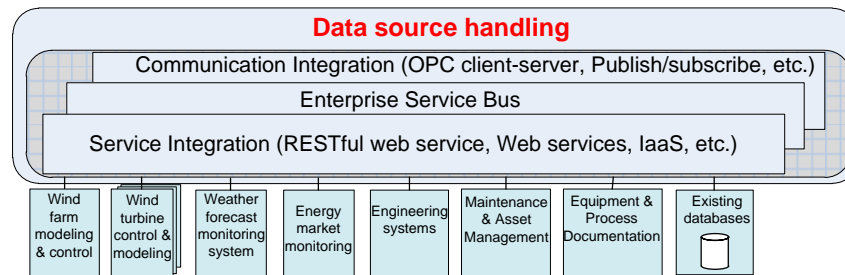 Data source handling
Communication Integration (OPC client-server, Publish/subscribe, etc.)
Enterprise Service Bus
Service Integration (RESTful web service, Web services, IaaS, etc.)
Wind
farm
modeling
& control
Wind
turbine
control &
modeling
Weather
forecast
monitoring
system
Energy
market
monitoring
Engineering
systems
Maintenance
& Asset
Management
Equipment &
Process
Documentation
Existing
databases